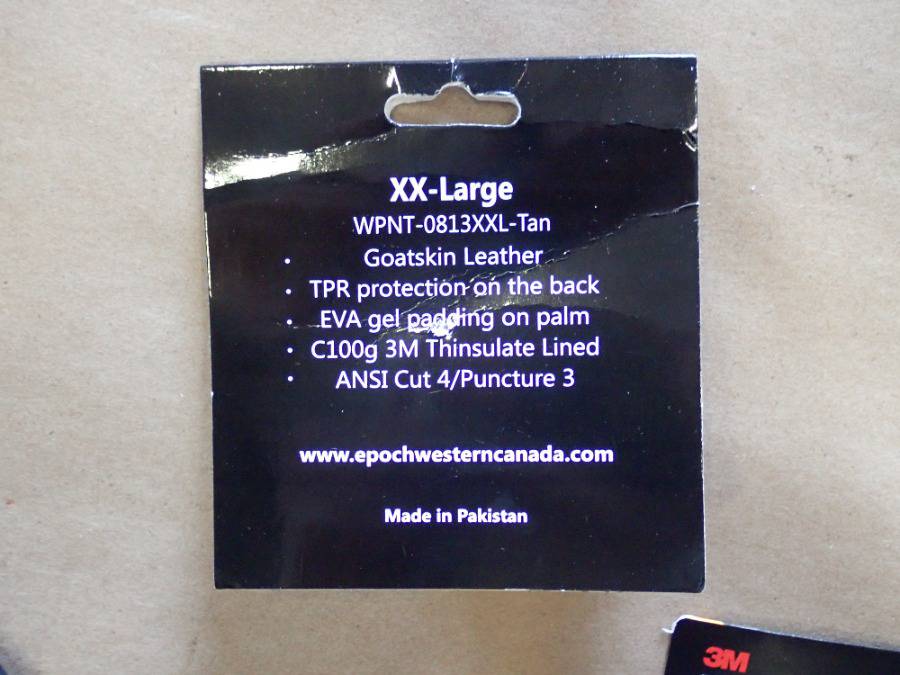 XX-Large
WPNT-0813XXL-Tan
• Goatskin Leather
• TPR protection on the back
• EVA gel padding on palm
• C100g 3M Thinsulate Lined
• ANSI Cut 4/Puncture 3
www.epochwesterncanada.com
Made in Pakistan
3M